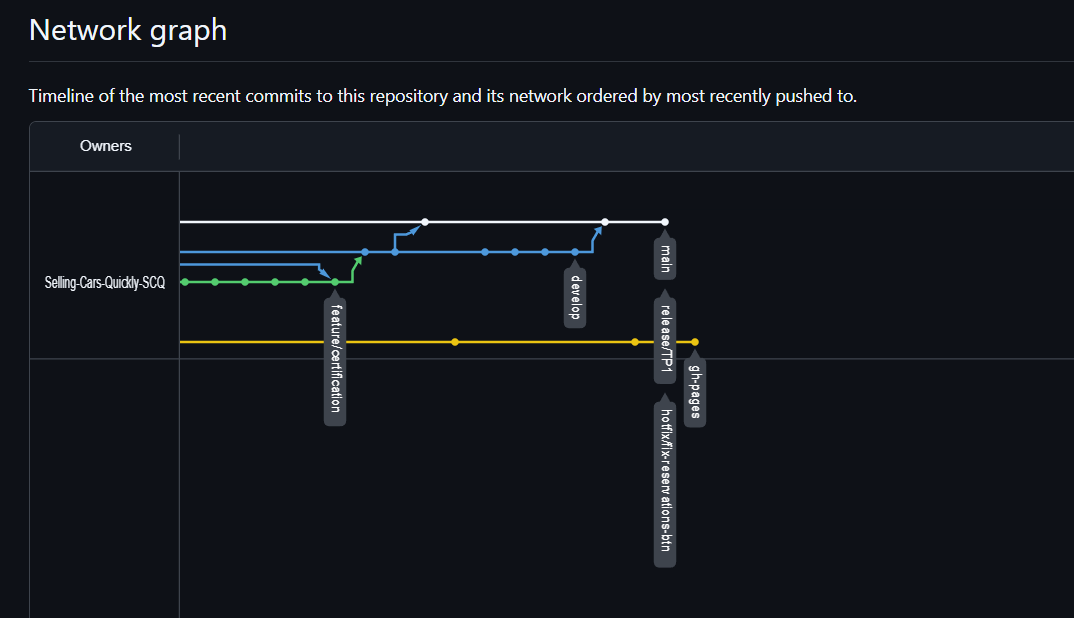 Network graph
Timeline of the most recent commits to this repository and its network ordered by most recently pushed to.
Owners
Selling-Cars-Quickly-SCQ
main
develop
feature/certification
release/TP1
gh-pages
hotfix/fix-reservations-btn